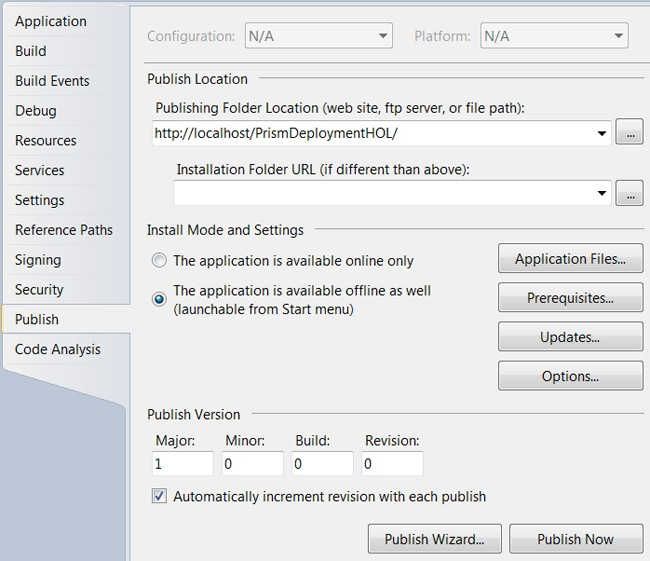 Application
Build
Build Events
Debug
Resources
Services
Settings
Reference Paths
Signing
Security
Publish
Code Analysis
Configuration: N/A Platform: N/A
Publish Location
Publishing Folder Location (web site, ftp server, or file path):
http://localhost/PrismDeploymentHOL/ ...
Installation Folder URL (if different than above):
...
Install Mode and Settings
The application is available online only
The application is available offline as well
(launchable from Start menu)
Application Files...
Prerequisites...
Updates...
Options...
Publish Version
Major: Minor: Build: Revision:
1 0 0 0
Automatically increment revision with each publish
Publish Wizard... Publish Now